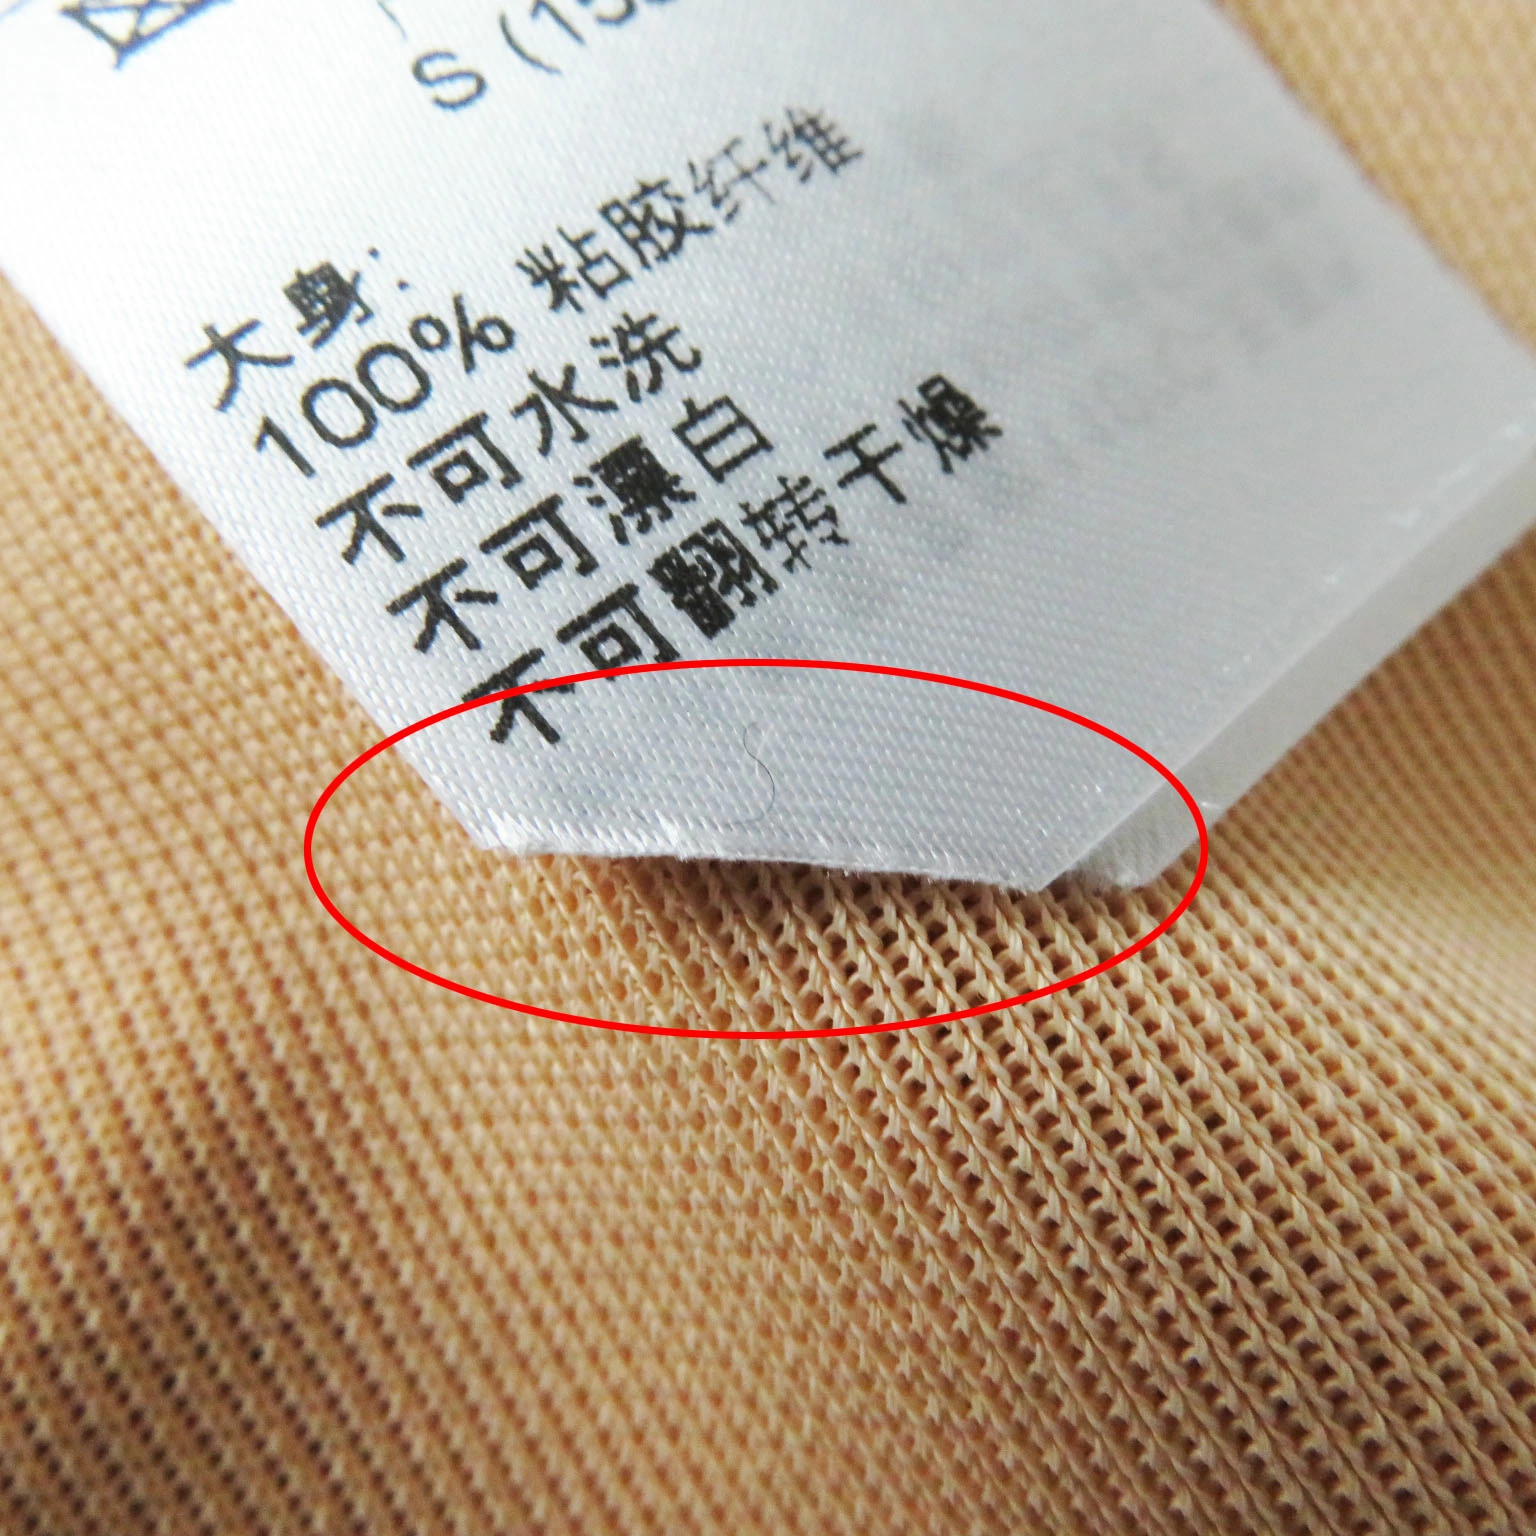 S (155
大身:
100% 粘胶纤维
不可水洗
不可漂白
不可翻转干燥